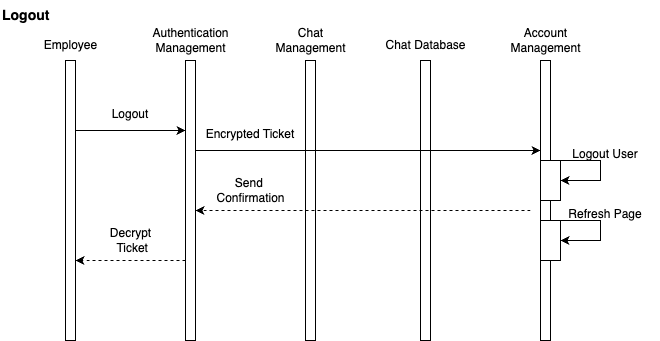 Logout
Employee
Authentication
Management
Chat
Management
Chat Database
Account
Management
Logout
Encrypted Ticket
Logout User
Send
Confirmation
Refresh Page
Decrypt
Ticket